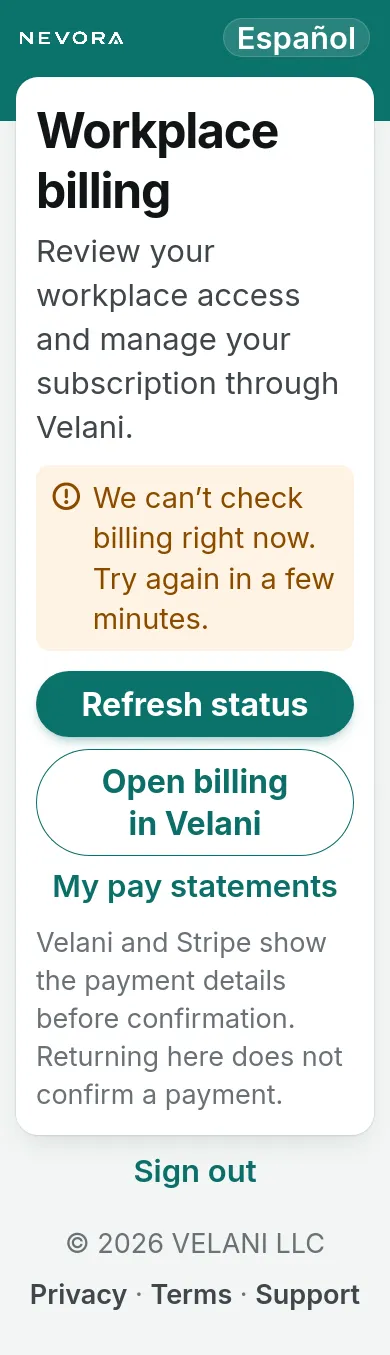 NEVORA
Español
Workplace
billing
Review your
workplace access
and manage your
subscription through
Velani.
We can’t check
billing right now.
Try again in a few
minutes.
Refresh status
Open billing
in Velani
My pay statements
Velani and Stripe show
the payment details
before confirmation.
Returning here does not
confirm a payment.
Sign out
© 2026 VELANI LLC
Privacy · Terms · Support